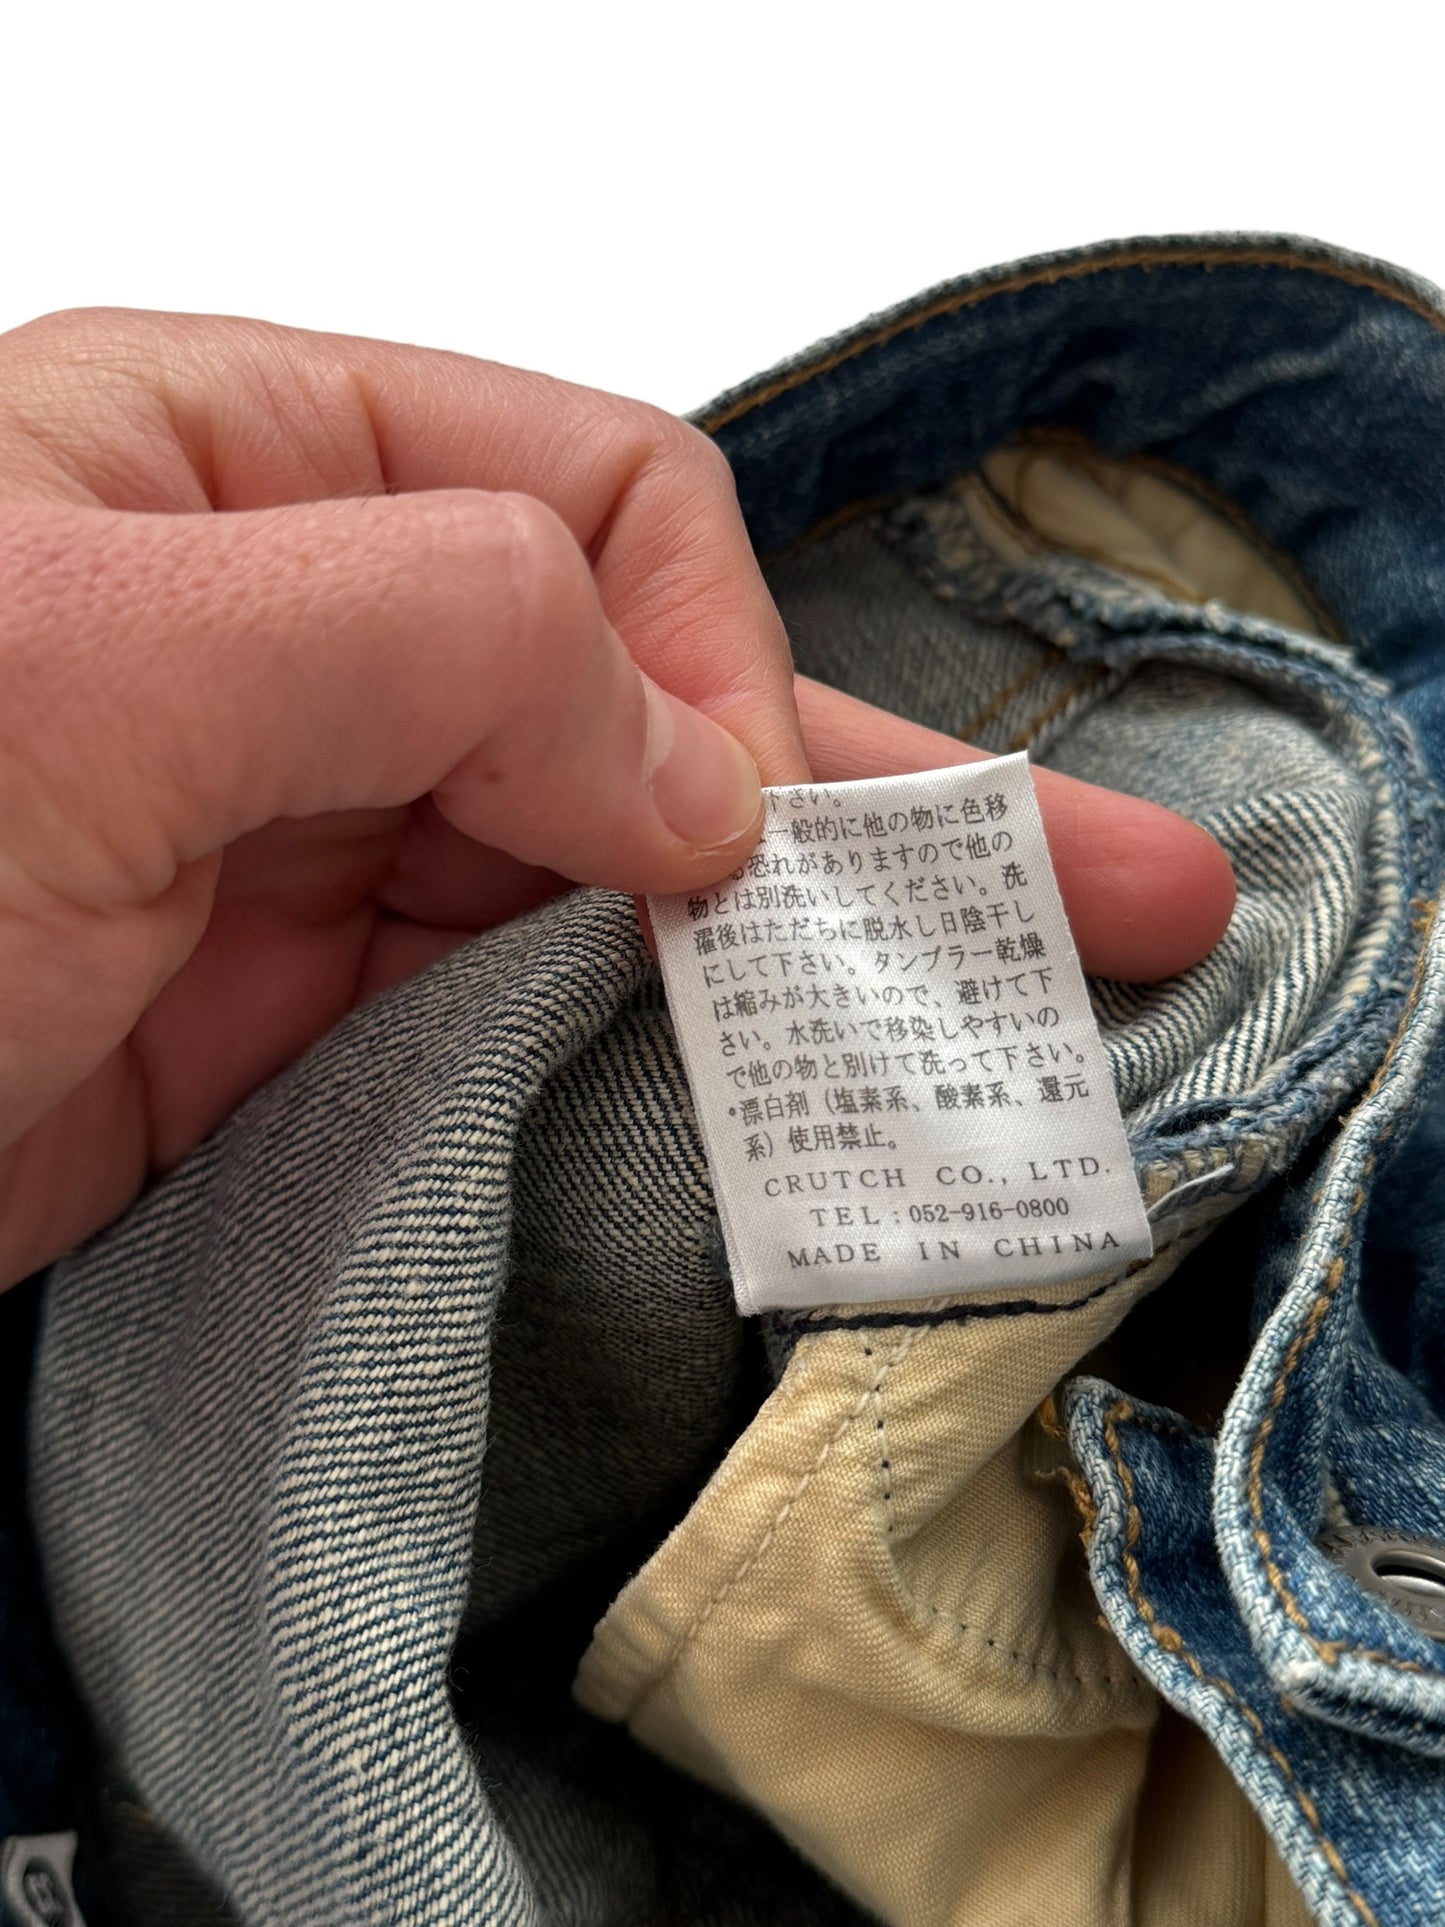 下さい。
一般的に他の物に色移
る恐れがありますので他の
物とは別洗いしてください。洗
濯後はただちに脱水し日陰干し
にして下さい。タンブラー乾燥
は縮みが大きいので、避けて下
さい。水洗いで移染しやすいの
で他の物と別けて洗って下さい。
•漂白剤（塩素系、酸素系、還元
系）使用禁止。
CRUTCH CO., LTD.
TEL:052-916-0800
MADE IN CHINA